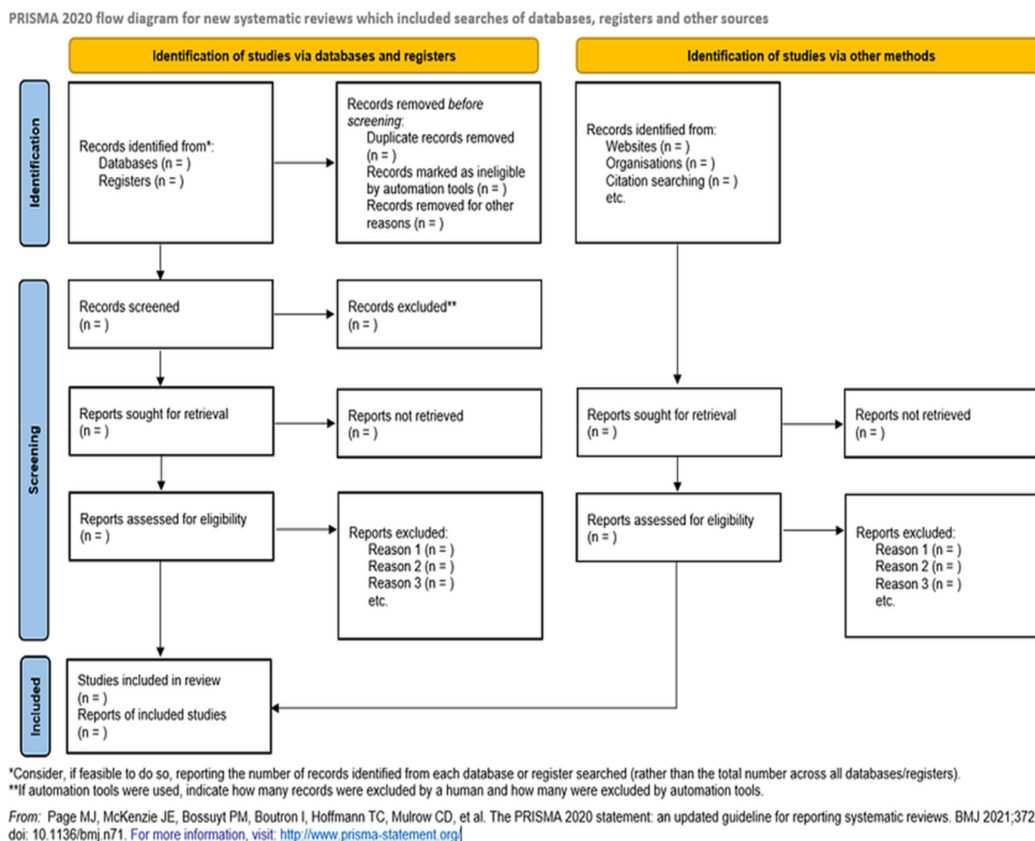 PRISMA 2020 flow diagram for new systematic reviews which included searches of databases, registers and other sources
Identification of studies via databases and registers
Identification of studies via other methods
Identification
Records identified from*:
Databases (n = )
Registers (n = )
Records removed before
screening:
Duplicate records removed
(n = )
Records marked as ineligible
by automation tools (n = )
Records removed for other
reasons (n = )
Records identified from:
Websites (n = )
Organisations (n = )
Citation searching (n = )
etc.
Screening
Records screened
(n = )
Records excluded**
(n = )
Reports sought for retrieval
(n = )
Reports not retrieved
(n = )
Reports sought for retrieval
(n = )
Reports not retrieved
(n = )
Reports assessed for eligibility
(n = )
Reports excluded:
Reason 1 (n = )
Reason 2 (n = )
Reason 3 (n = )
etc.
Reports assessed for eligibility
(n = )
Reports excluded:
Reason 1 (n = )
Reason 2 (n = )
Reason 3 (n = )
etc.
Included
Studies included in review
(n = )
Reports of included studies
(n = )
*Consider, if feasible to do so, reporting the number of records identified from each database or register searched (rather than the total number across all databases/registers).
**If automation tools were used, indicate how many records were excluded by a human and how many were excluded by automation tools.
From: Page MJ, McKenzie JE, Bossuyt PM, Boutron I, Hoffmann TC, Mulrow CD, et al. The PRISMA 2020 statement: an updated guideline for reporting systematic reviews. BMJ 2021;372
doi: 10.1136/bmj.n71. For more information, visit: http://www.prisma-statement.org/